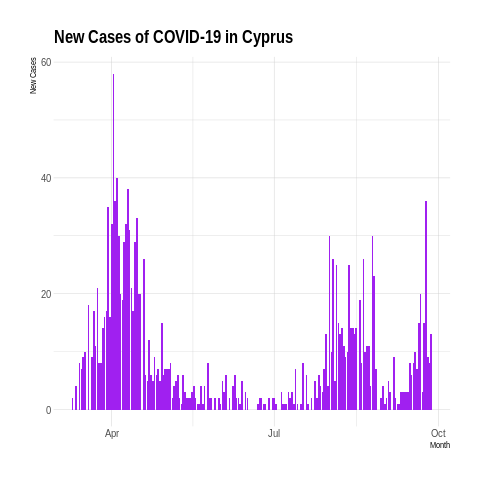 New Cases of COVID-19 in Cyprus
New Cases
60
40
20
0
Apr
Jul
Oct
Month